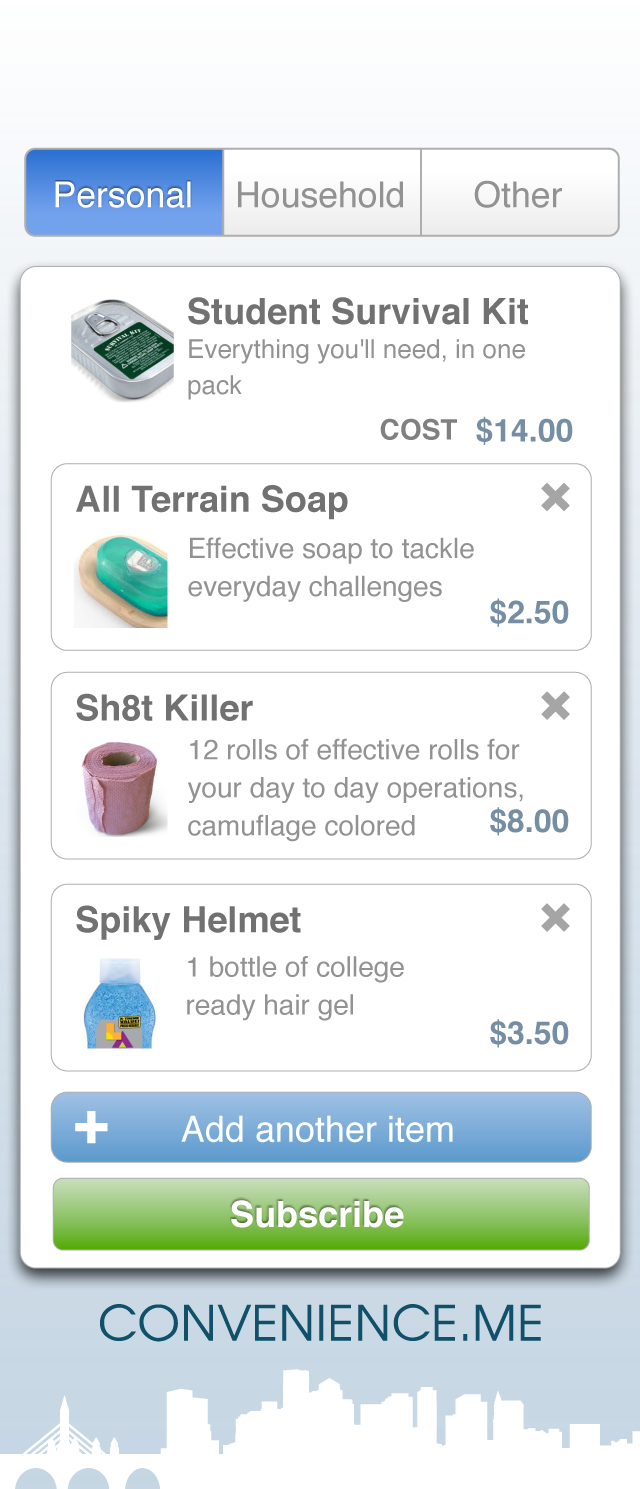 Personal Household Other
Student Survival Kit
Everything you'll need, in one
pack
COST $14.00
All Terrain Soap
Effective soap to tackle
everyday challenges
$2.50
Sh8t Killer
12 rolls of effective rolls for
your day to day operations,
camuflage colored
$8.00
Spiky Helmet
1 bottle of college
ready hair gel
$3.50
Add another item
Subscribe
CONVENIENCE.ME
SURVIVAL KIT
LA